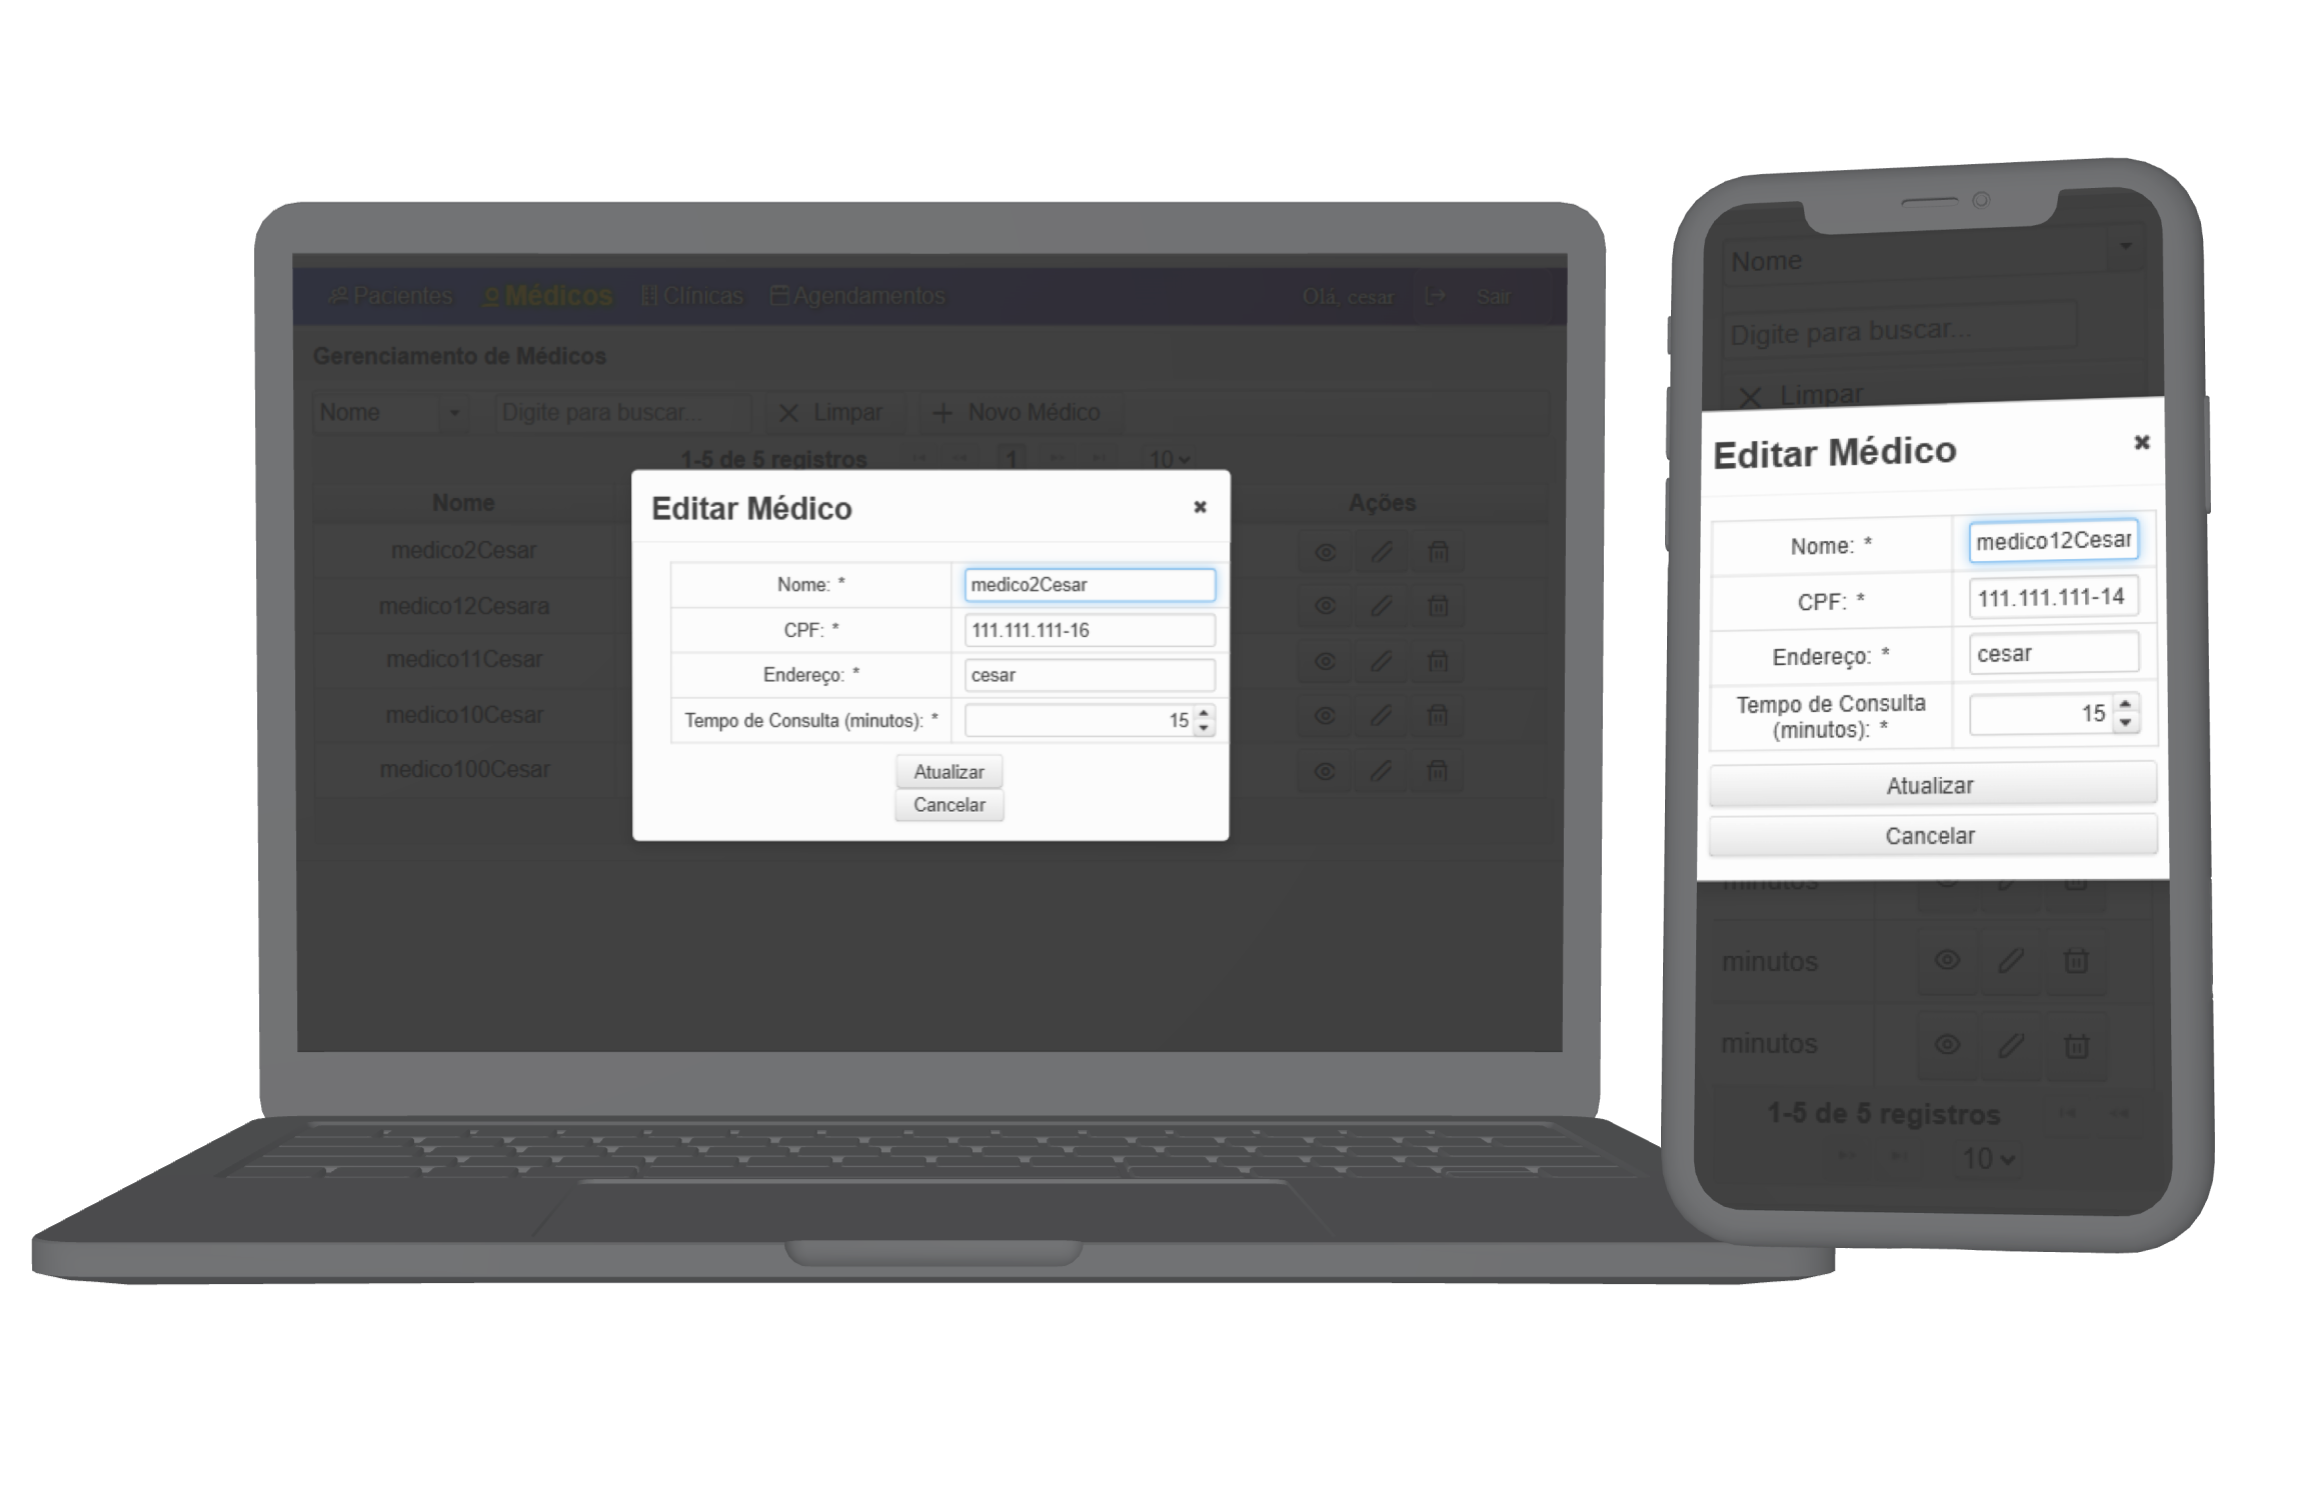 Pacientes Médicos Clínicas Agendamentos Olá, cesar Sair
Gerenciamento de Médicos
Nome Digite para buscar... Limpar Novo Médico
1-5 de 5 registros 1 10
Nome Ações
medico2Cesar
medico12Cesara
medico11Cesar
medico10Cesar
medico100Cesar
Editar Médico
Nome: * medico2Cesar
CPF: * 111.111.111-16
Endereço: * cesar
Tempo de Consulta (minutos): * 15
Atualizar
Cancelar
Nome
Digite para buscar...
Limpar
Editar Médico
Nome: * medico12Cesar
CPF: * 111.111.111-14
Endereço: * cesar
Tempo de Consulta
(minutos): * 15
Atualizar
Cancelar
minutos
minutos
minutos
1-5 de 5 registros
10